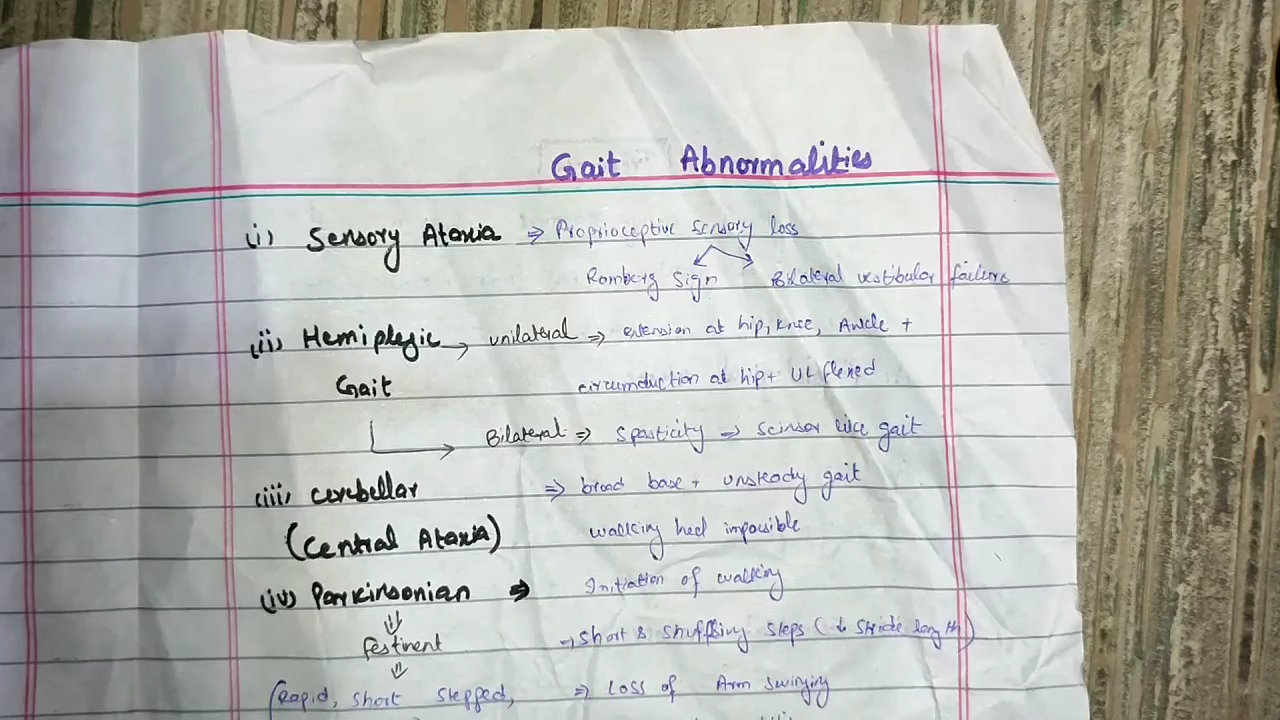 Gait Abnormalities
(i) Sensory Ataxia ⇒ Proprioceptive sensory loss
Romberg Sign Bilateral vestibular failure
(ii) Hemiplegic → unilateral ⇒ extension at hip, knee, Ankle +
Gait circumduction at hip + UL flexed
Bilateral ⇒ Spasticity → Scissor like gait
(iii) Cerebellar ⇒ broad base + unsteady gait
(Central Ataxia) walking heel impossible
(iv) Parkinsonian ⇒ Initiation of walking
Festinent → Short & Shuffling Steps (↓ Stride length)
(Rapid, Short stepped, ⇒ Loss of Arm swinging